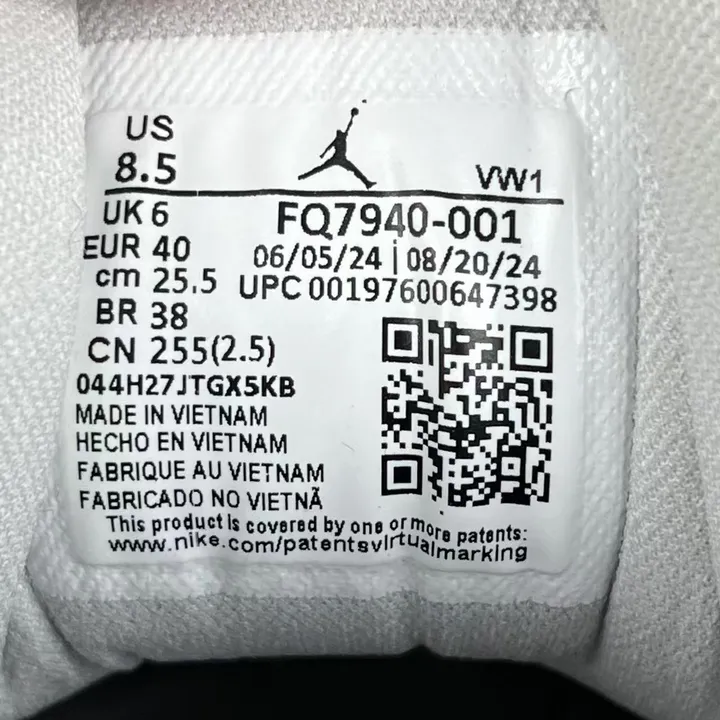 US
8.5
VW1
UK 6
FQ7940-001
EUR 40
06/05/24 | 08/20/24
cm 25.5
UPC 00197600647398
BR 38
CN 255(2.5)
044H27JTGX5KB
MADE IN VIETNAM
HECHO EN VIETNAM
FABRIQUE AU VIETNAM
FABRICADO NO VIETNÃ
This product is covered by one or more patents:
www.nike.com/patentsvirtualmarking